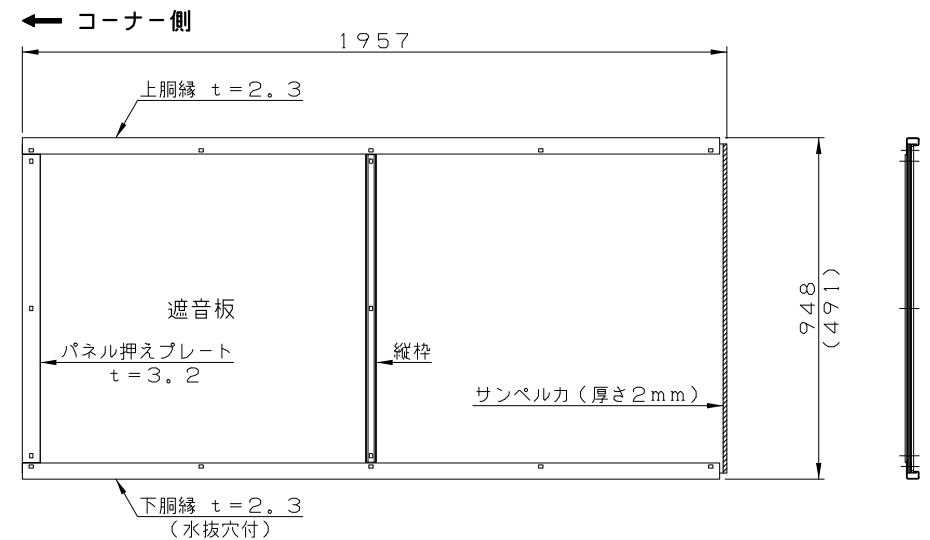 コーナー側
1957
上胴縁 t=2.3
948
(491)
遮音板
パネル押えプレート
t=3.2
縦枠
サンペルカ(厚さ2mm)
下胴縁 t=2.3
(水抜穴付)